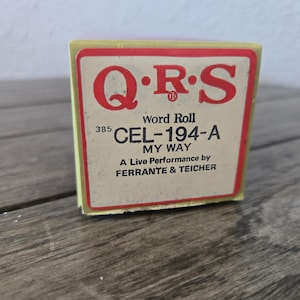 Q·R·S
®
Word Roll
385 CEL-194-A
MY WAY
A Live Performance by
FERRANTE & TEICHER